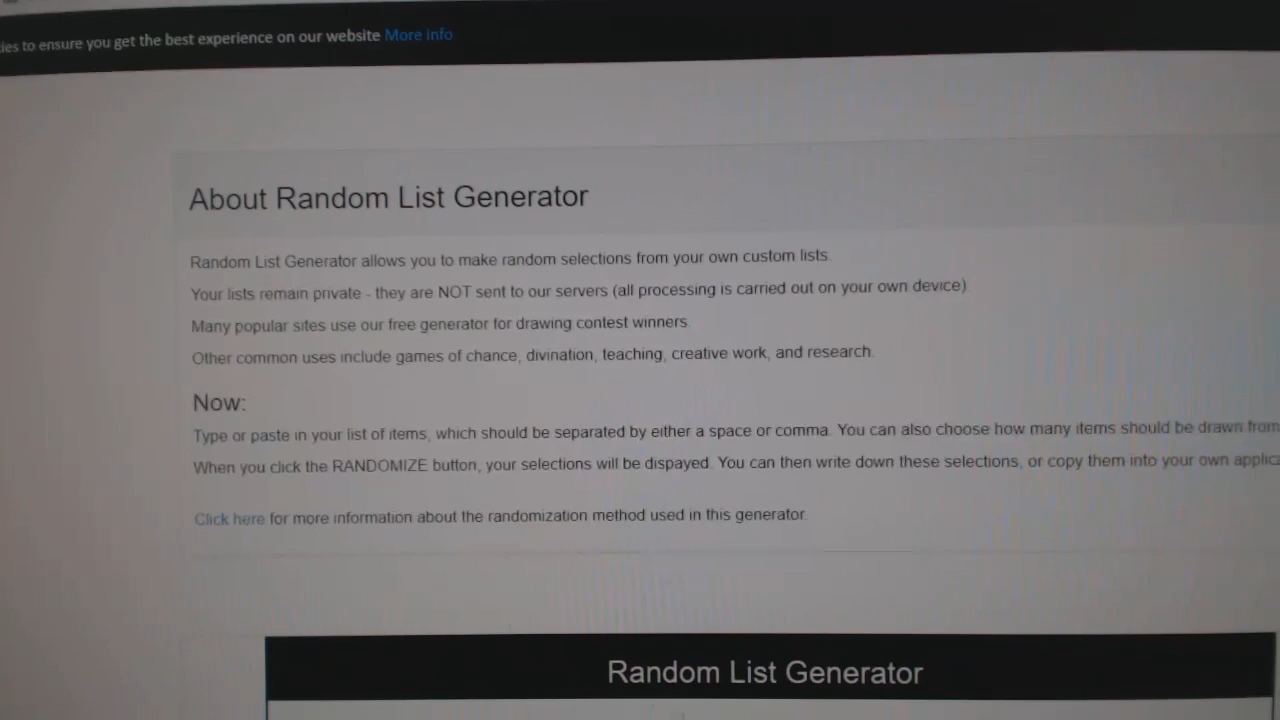 ies to ensure you get the best experience on our website More info
About Random List Generator
Random List Generator allows you to make random selections from your own custom lists.
Your lists remain private - they are NOT sent to our servers (all processing is carried out on your own device)
Many popular sites use our free generator for drawing contest winners.
Other common uses include games of chance, divination, teaching, creative work, and research.
Now:
Type or paste in your list of items, which should be separated by either a space or comma. You can also choose how many items should be drawn from
When you click the RANDOMIZE button, your selections will be dispayed. You can then write down these selections, or copy them into your own applica
Click here for more information about the randomization method used in this generator.
Random List Generator